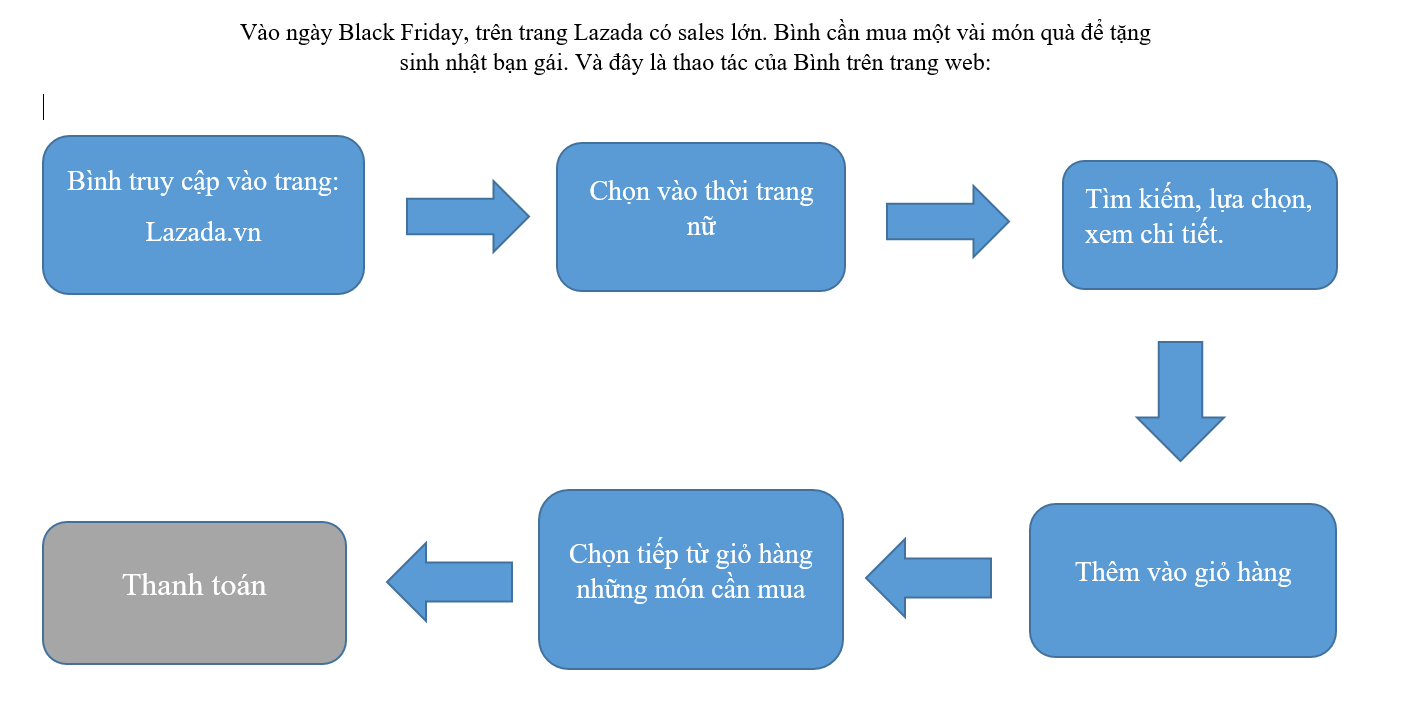 Vào ngày Black Friday, trên trang Lazada có sales lớn. Bình cần mua một vài món quà để tặng
sinh nhật bạn gái. Và đây là thao tác của Bình trên trang web:
Bình truy cập vào trang:
Lazada.vn
Chọn vào thời trang
nữ
Tìm kiếm, lựa chọn,
xem chi tiết.
Thêm vào giỏ hàng
Chọn tiếp từ giỏ hàng
những món cần mua
Thanh toán